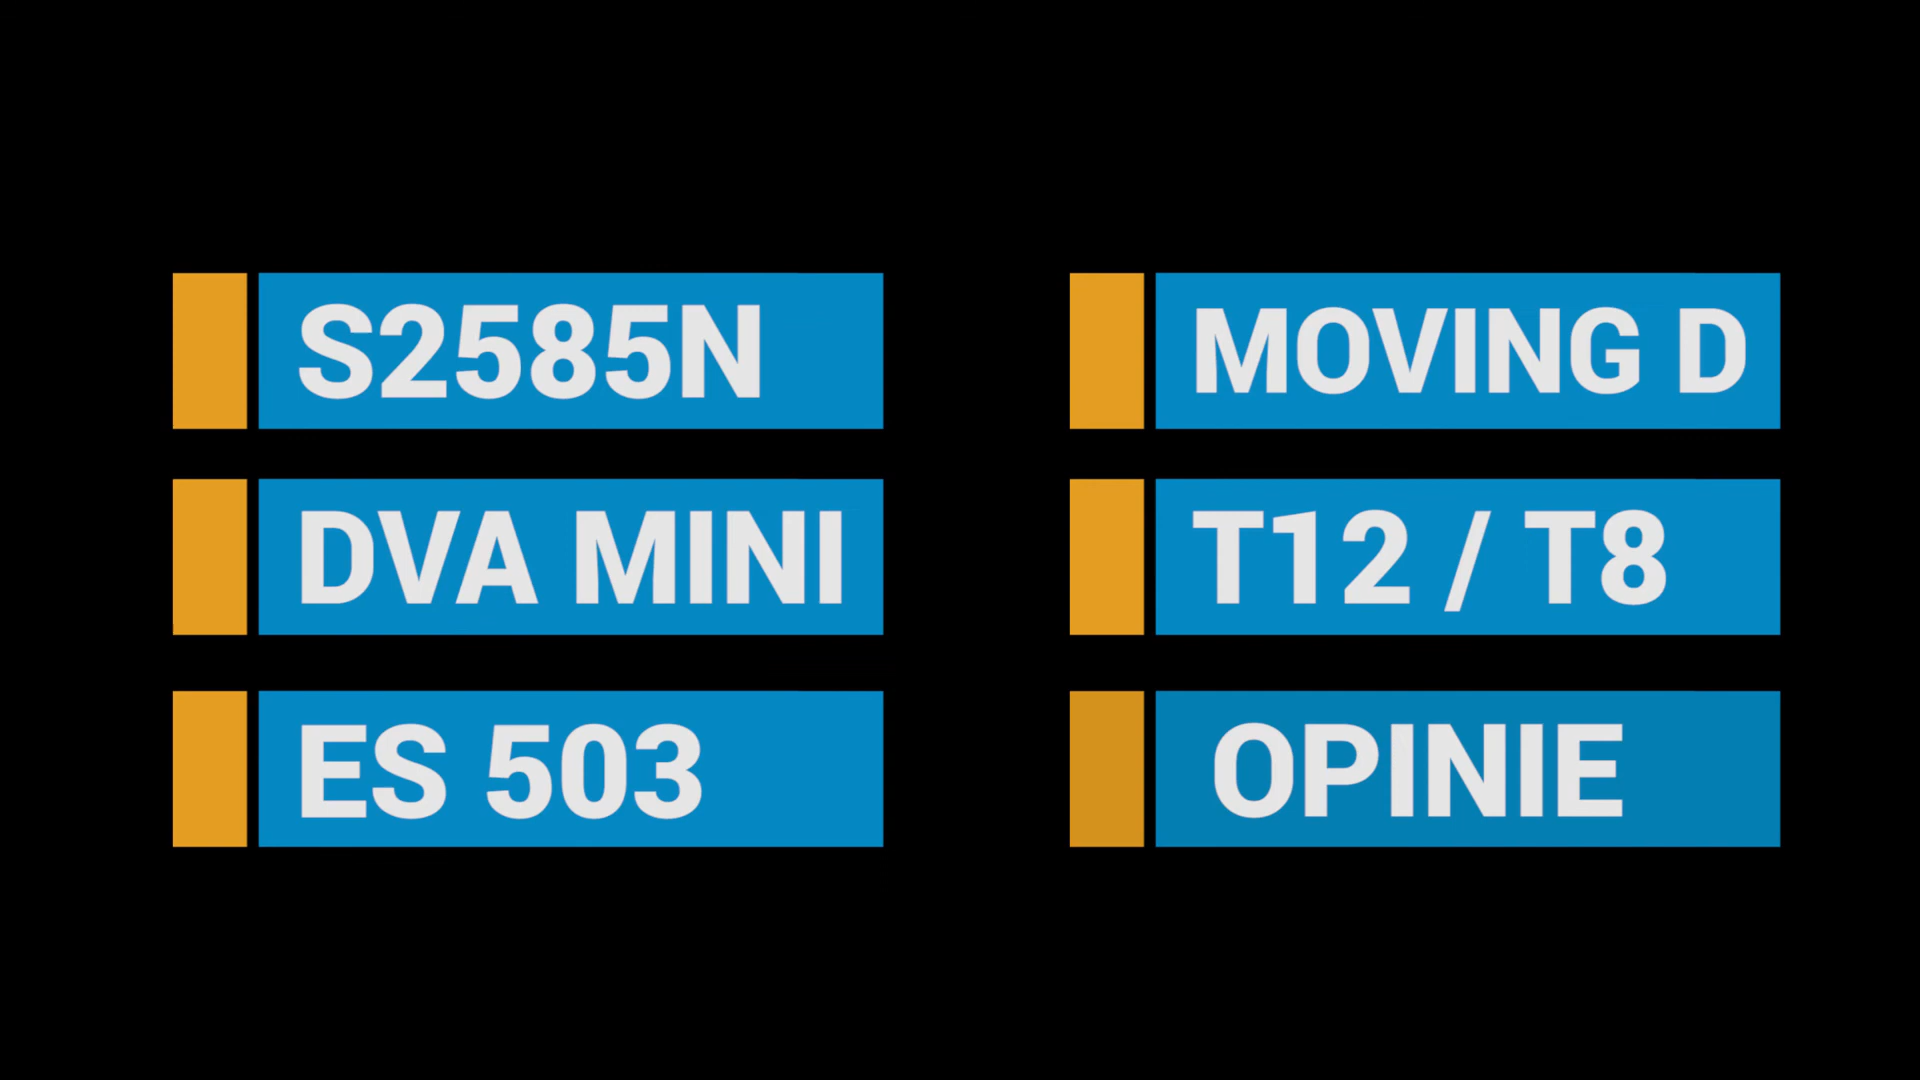 S2585N
DVA MINI
ES 503
MOVING D
T12 / T8
OPINIE